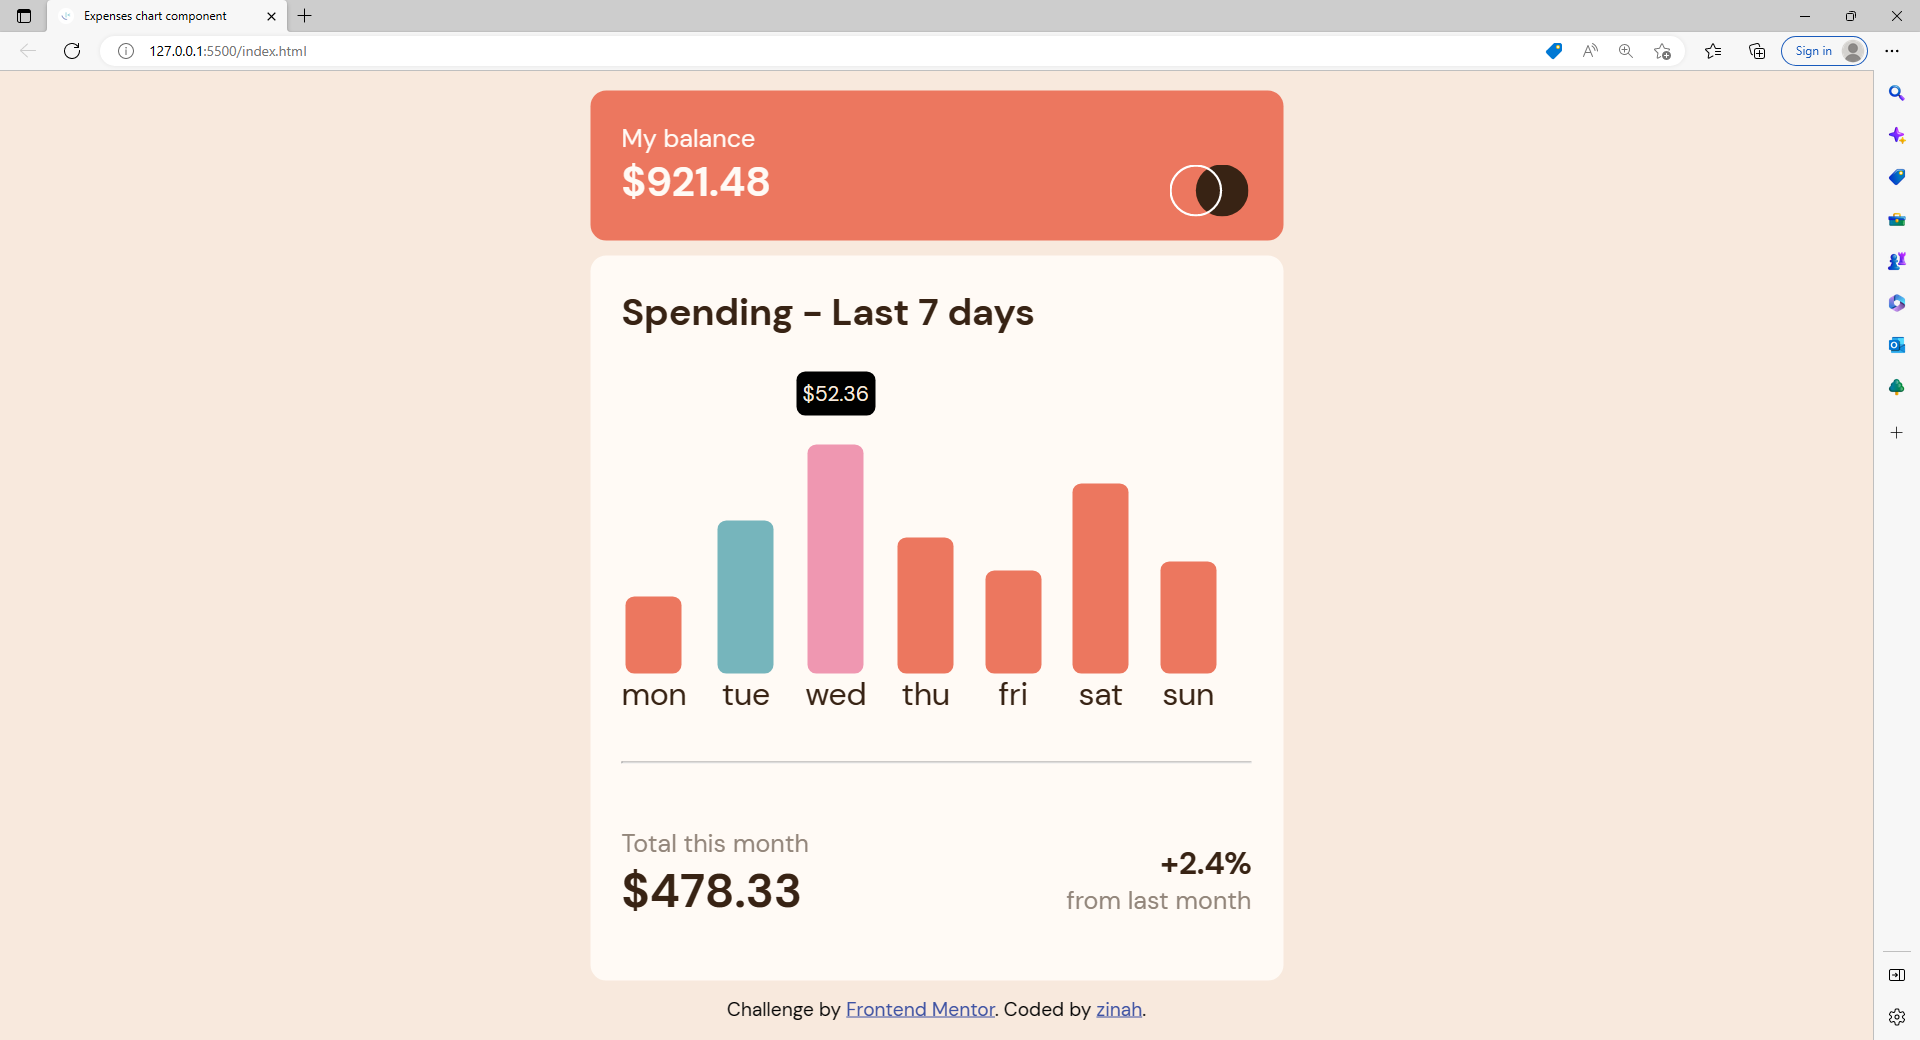 Expenses chart component
127.0.0.1:5500/index.html
Sign in
My balance
$921.48
Spending - Last 7 days
$52.36
mon tue wed thu fri sat sun
Total this month
$478.33
+2.4%
from last month
Challenge by Frontend Mentor. Coded by zinah.